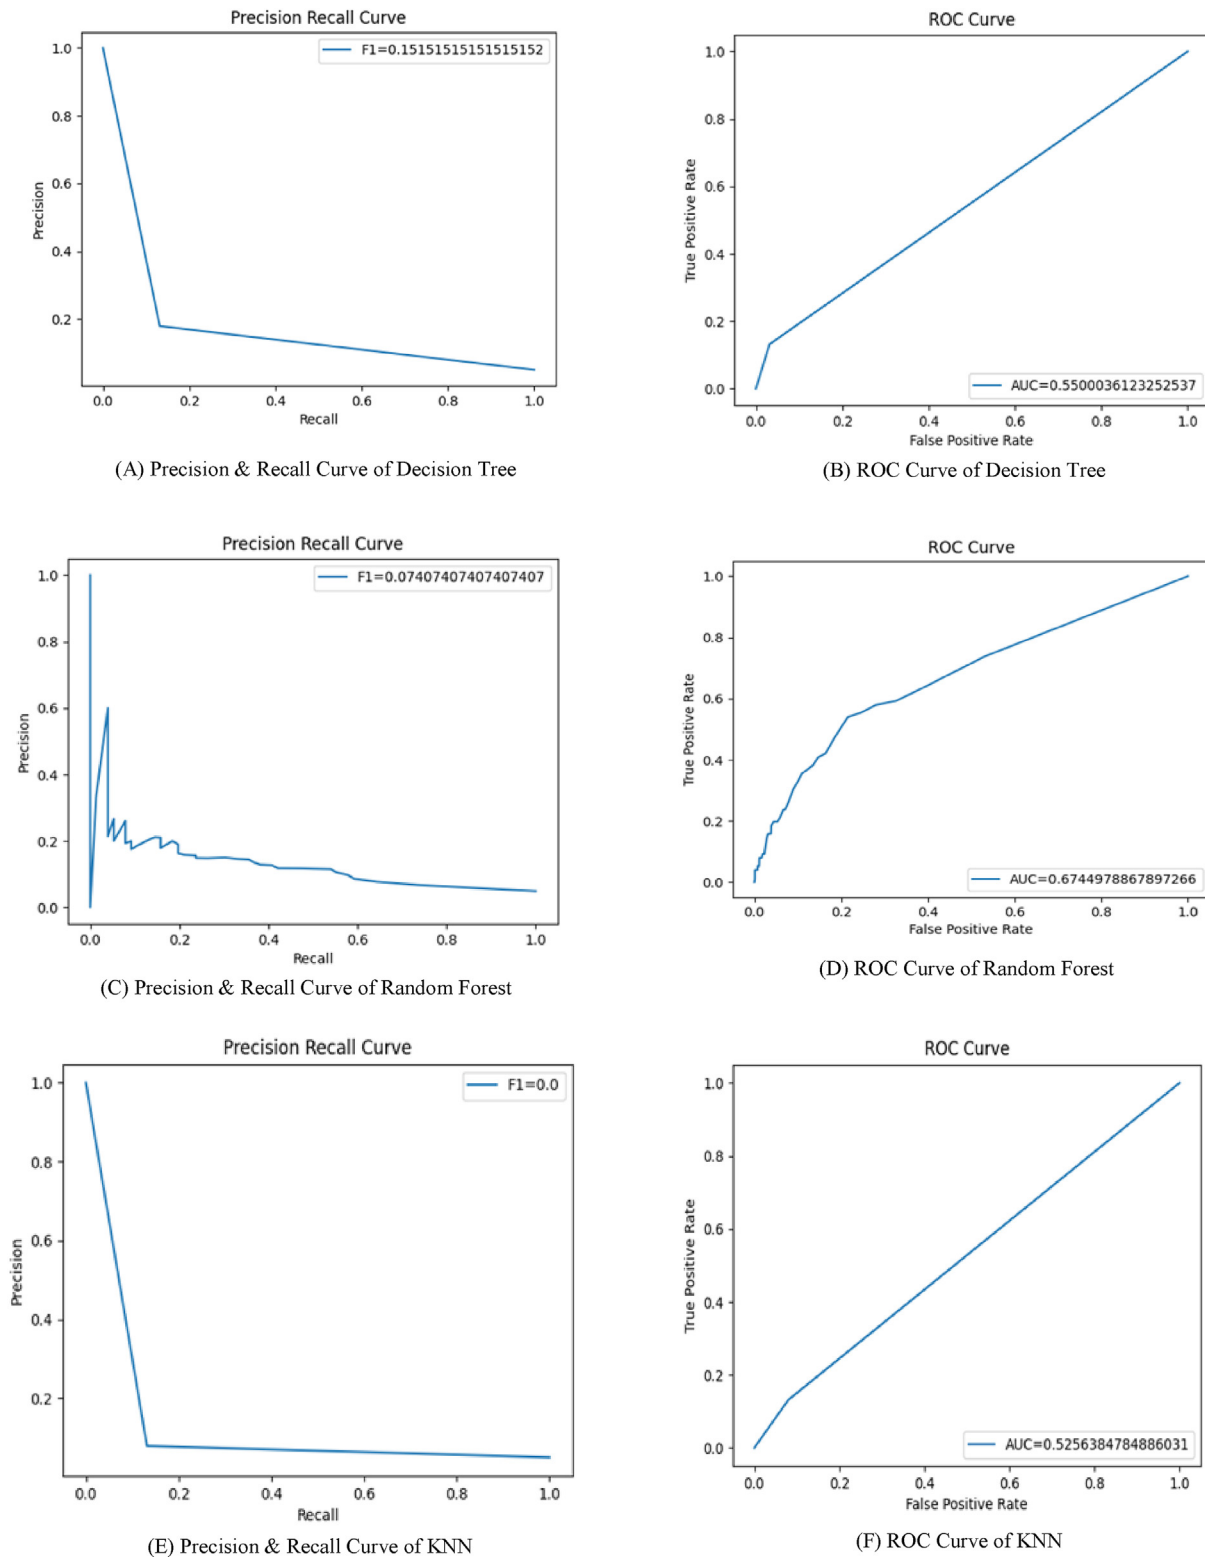 Precision Recall Curve
F1=0.15151515151515152
1.0
0.8
0.6
0.4
0.2
Precision
0.0 0.2 0.4 0.6 0.8 1.0
Recall
(A) Precision & Recall Curve of Decision Tree
ROC Curve
1.0
0.8
0.6
0.4
0.2
0.0
True Positive Rate
AUC=0.5500036123252537
0.0 0.2 0.4 0.6 0.8 1.0
False Positive Rate
(B) ROC Curve of Decision Tree
Precision Recall Curve
F1=0.07407407407407407
1.0
0.8
0.6
0.4
0.2
0.0
Precision
0.0 0.2 0.4 0.6 0.8 1.0
Recall
(C) Precision & Recall Curve of Random Forest
ROC Curve
1.0
0.8
0.6
0.4
0.2
0.0
True Positive Rate
AUC=0.6744978867897266
0.0 0.2 0.4 0.6 0.8 1.0
False Positive Rate
(D) ROC Curve of Random Forest
Precision Recall Curve
F1=0.0
1.0
0.8
0.6
0.4
0.2
Precision
0.0 0.2 0.4 0.6 0.8 1.0
Recall
(E) Precision & Recall Curve of KNN
ROC Curve
1.0
0.8
0.6
0.4
0.2
0.0
True Positive Rate
AUC=0.5256384784886031
0.0 0.2 0.4 0.6 0.8 1.0
False Positive Rate
(F) ROC Curve of KNN